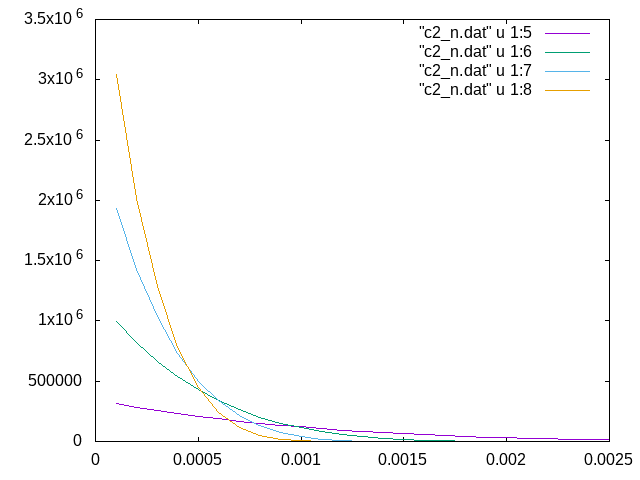 3.5x10 6
3x10 6
2.5x10 6
2x10 6
1.5x10 6
1x10 6
500000
0
0 0.0005 0.001 0.0015 0.002 0.0025
"c2_n.dat" u 1:5
"c2_n.dat" u 1:6
"c2_n.dat" u 1:7
"c2_n.dat" u 1:8